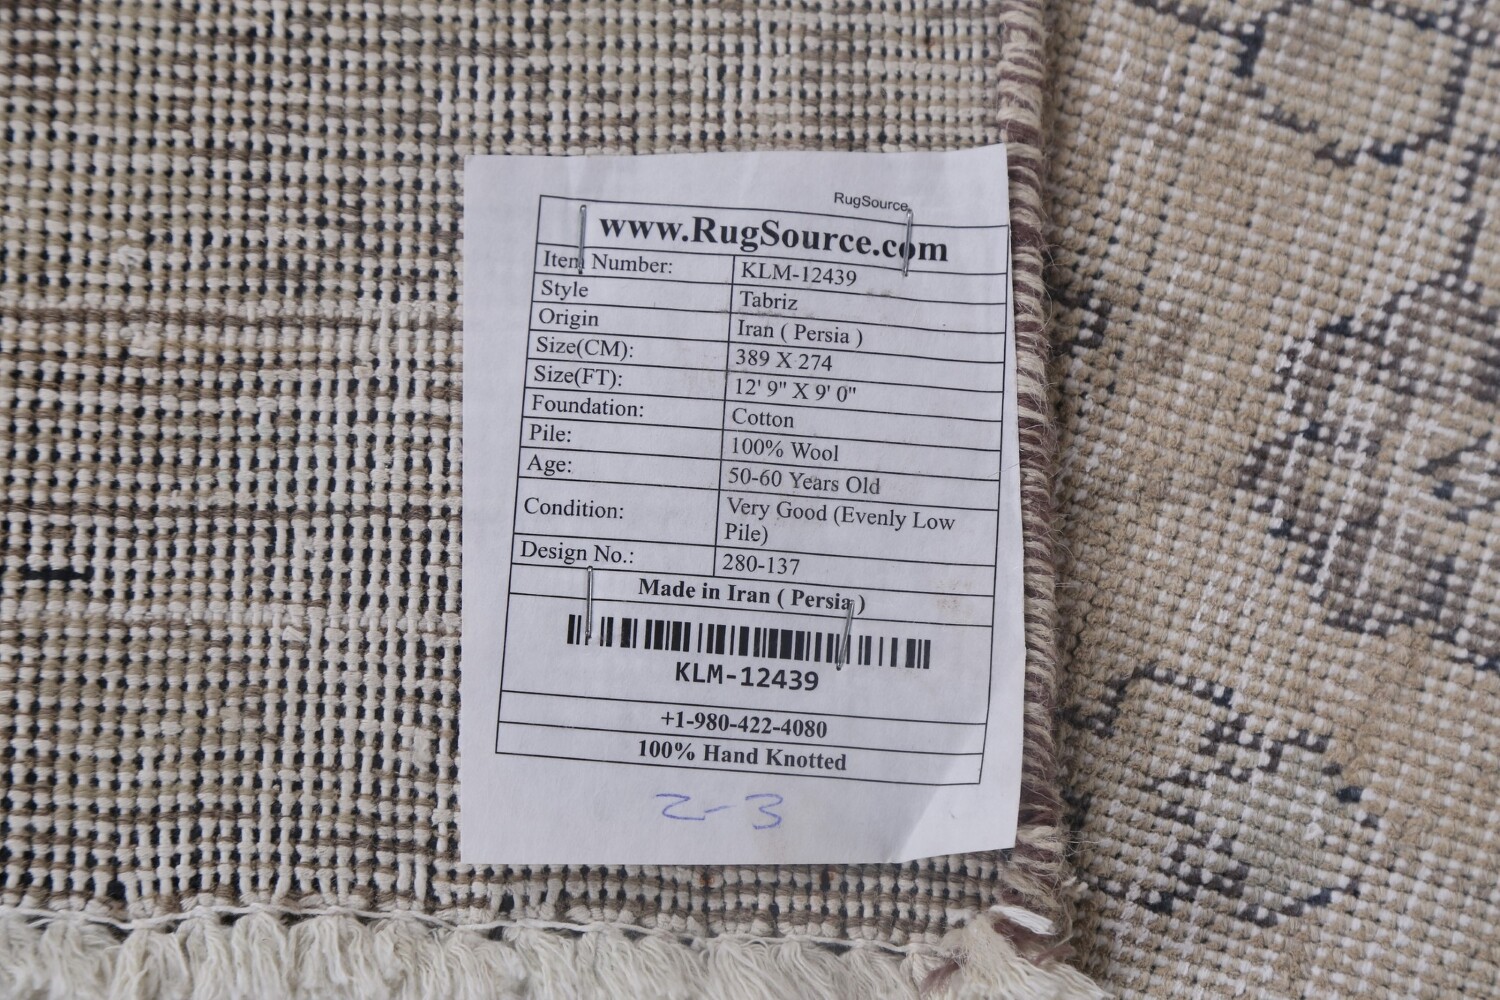 RugSource
www.RugSource.com
Item Number: KLM-12439
Style Tabriz
Origin Iran ( Persia )
Size(CM): 389 X 274
Size(FT): 12' 9" X 9' 0"
Foundation: Cotton
Pile: 100% Wool
Age: 50-60 Years Old
Condition: Very Good (Evenly Low
Pile)
Design No.: 280-137
Made in Iran ( Persia )
KLM-12439
+1-980-422-4080
100% Hand Knotted
2-3